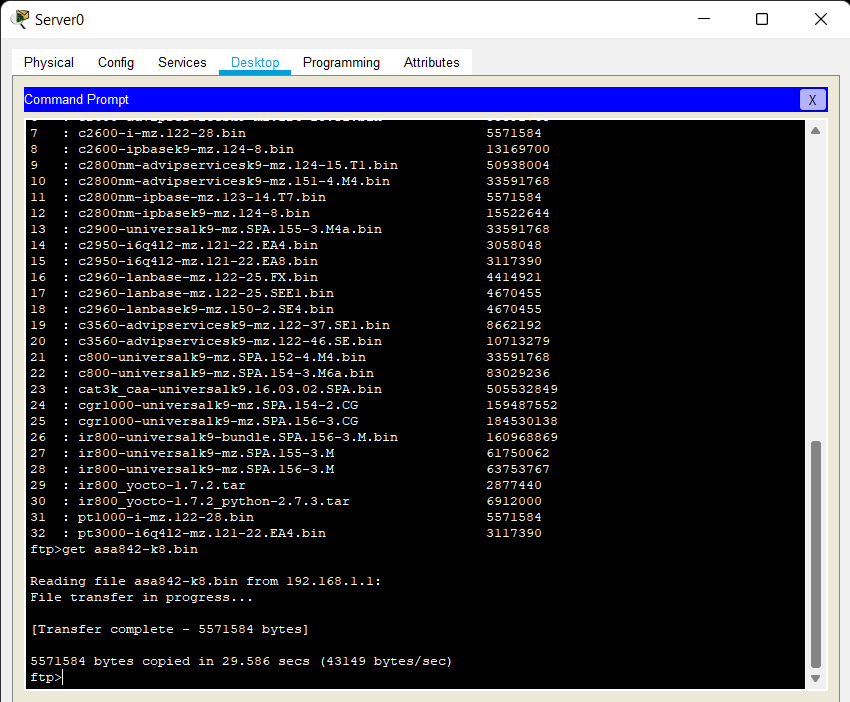 Server0
Physical Config Services Desktop Programming Attributes
Command Prompt X
7 : c2600-i-mz.122-28.bin 5571584
8 : c2600-ipbasek9-mz.124-8.bin 13169700
9 : c2800nm-advipservicesk9-mz.124-15.T1.bin 50938004
10 : c2800nm-advipservicesk9-mz.151-4.M4.bin 33591768
11 : c2800nm-ipbase-mz.123-14.T7.bin 5571584
12 : c2800nm-ipbasek9-mz.124-8.bin 15522644
13 : c2900-universalk9-mz.SPA.155-3.M4a.bin 33591768
14 : c2950-i6q4l2-mz.121-22.EA4.bin 3058048
15 : c2950-i6q4l2-mz.121-22.EA8.bin 3117390
16 : c2960-lanbase-mz.122-25.FX.bin 4414921
17 : c2960-lanbase-mz.122-25.SEE1.bin 4670455
18 : c2960-lanbasek9-mz.150-2.SE4.bin 4670455
19 : c3560-advipservicesk9-mz.122-37.SE1.bin 8662192
20 : c3560-advipservicesk9-mz.122-46.SE.bin 10713279
21 : c800-universalk9-mz.SPA.152-4.M4.bin 33591768
22 : c800-universalk9-mz.SPA.154-3.M6a.bin 83029236
23 : cat3k_caa-universalk9.16.03.02.SPA.bin 505532849
24 : cgr1000-universalk9-mz.SPA.154-2.CG 159487552
25 : cgr1000-universalk9-mz.SPA.156-3.CG 184530138
26 : ir800-universalk9-bundle.SPA.156-3.M.bin 160968869
27 : ir800-universalk9-mz.SPA.155-3.M 61750062
28 : ir800-universalk9-mz.SPA.156-3.M 63753767
29 : ir800_yocto-1.7.2.tar 2877440
30 : ir800_yocto-1.7.2_python-2.7.3.tar 6912000
31 : pt1000-i-mz.122-28.bin 5571584
32 : pt3000-i6q4l2-mz.121-22.EA4.bin 3117390
ftp>get asa842-k8.bin
Reading file asa842-k8.bin from 192.168.1.1:
File transfer in progress...
[Transfer complete - 5571584 bytes]
5571584 bytes copied in 29.586 secs (43149 bytes/sec)
ftp>